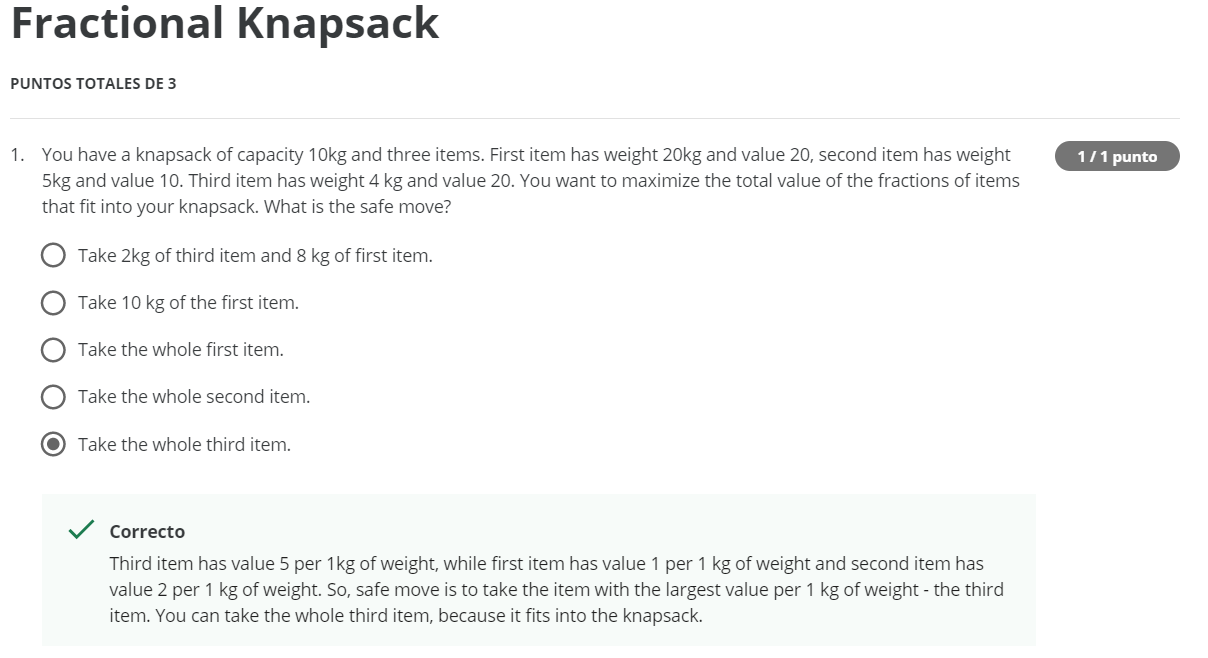 Fractional Knapsack
PUNTOS TOTALES DE 3
1. You have a knapsack of capacity 10kg and three items. First item has weight 20kg and value 20, second item has weight
1 / 1 punto
5kg and value 10. Third item has weight 4 kg and value 20. You want to maximize the total value of the fractions of items
that fit into your knapsack. What is the safe move?
Take 2kg of third item and 8 kg of first item.
Take 10 kg of the first item.
Take the whole first item.
Take the whole second item.
Take the whole third item.
Correcto
Third item has value 5 per 1kg of weight, while first item has value 1 per 1 kg of weight and second item has
value 2 per 1 kg of weight. So, safe move is to take the item with the largest value per 1 kg of weight - the third
item. You can take the whole third item, because it fits into the knapsack.